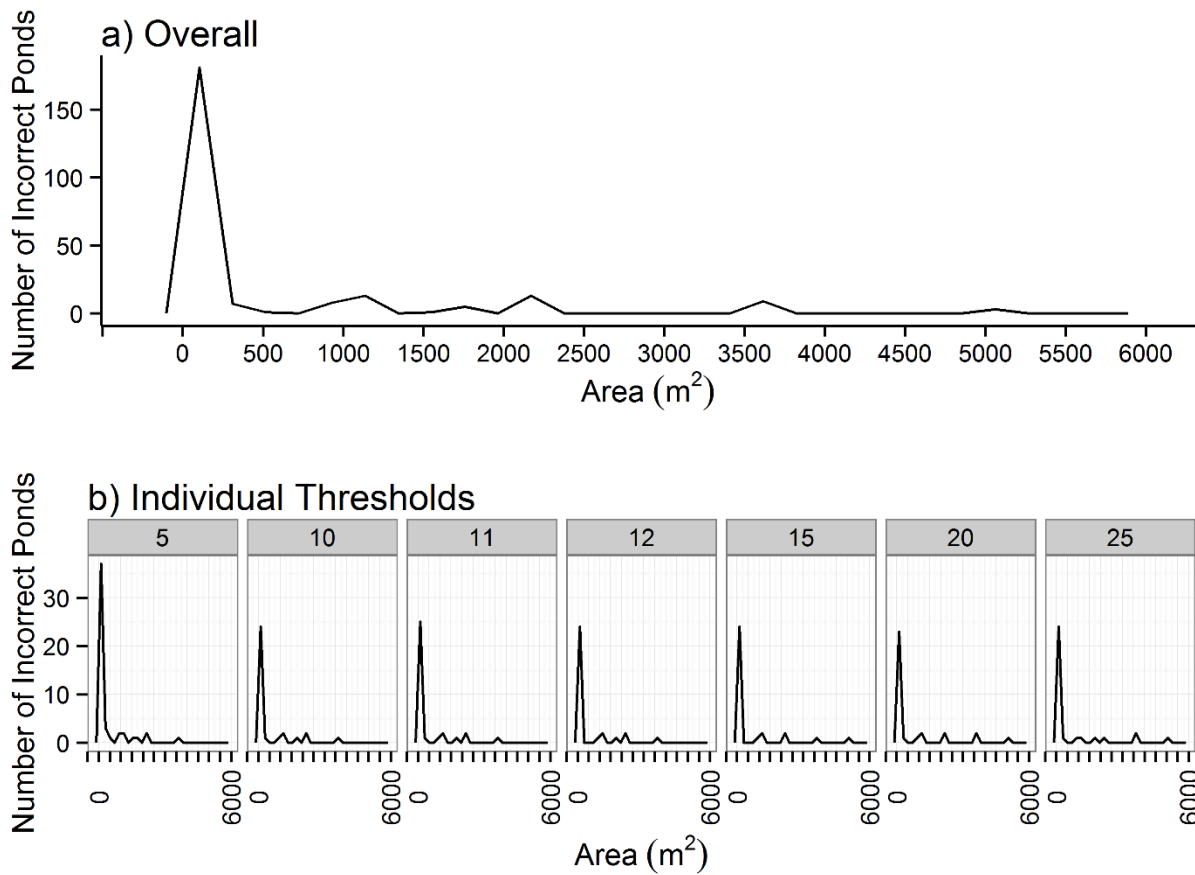 a) Overall
Number of Incorrect Ponds
150
100
50
0
0 500 1000 1500 2000 2500 3000 3500 4000 4500 5000 5500 6000
Area (m²)
b) Individual Thresholds
Number of Incorrect Ponds
5 10 11 12 15 20 25
30
20
10
0
0 6000 0 6000 0 6000 0 6000 0 6000 0 6000 0 6000
Area (m²)